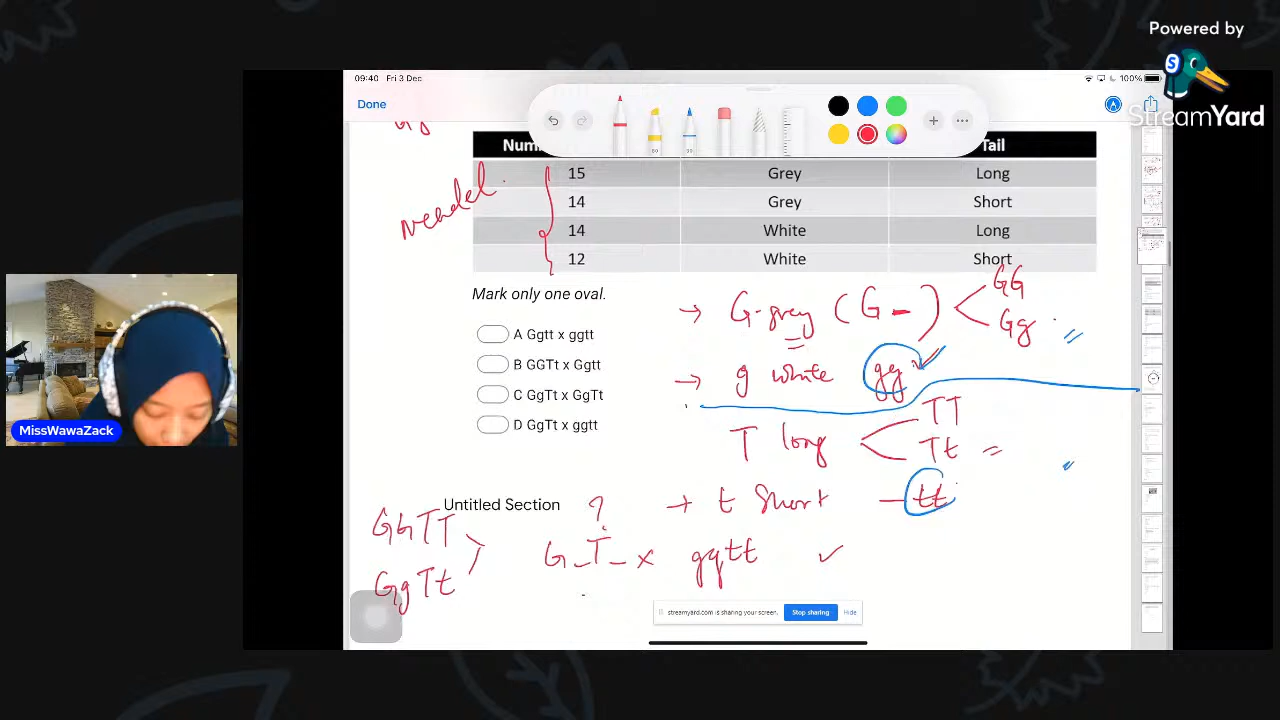 Powered by
StreamYard
09:40 Fri 3 Dec
100%
Done
Num Tail
15 Grey Long
14 Grey Short
14 White Long
12 White Short
Mendel
Mark only one oval.
A Ggtt x ggtt
B GGTt x Ggtt
C GgTt x GgTt
D GgTt x ggtt
→ G-grey (G-) < GG
Gg =
→ g white gg
T long < TT
Tt =
→ t short - tt
Untitled Section
?
GGTT
GgTt
G_T_ x ggtt ✓
streamyard.com is sharing your screen. Stop sharing Hide
MissWawaZack